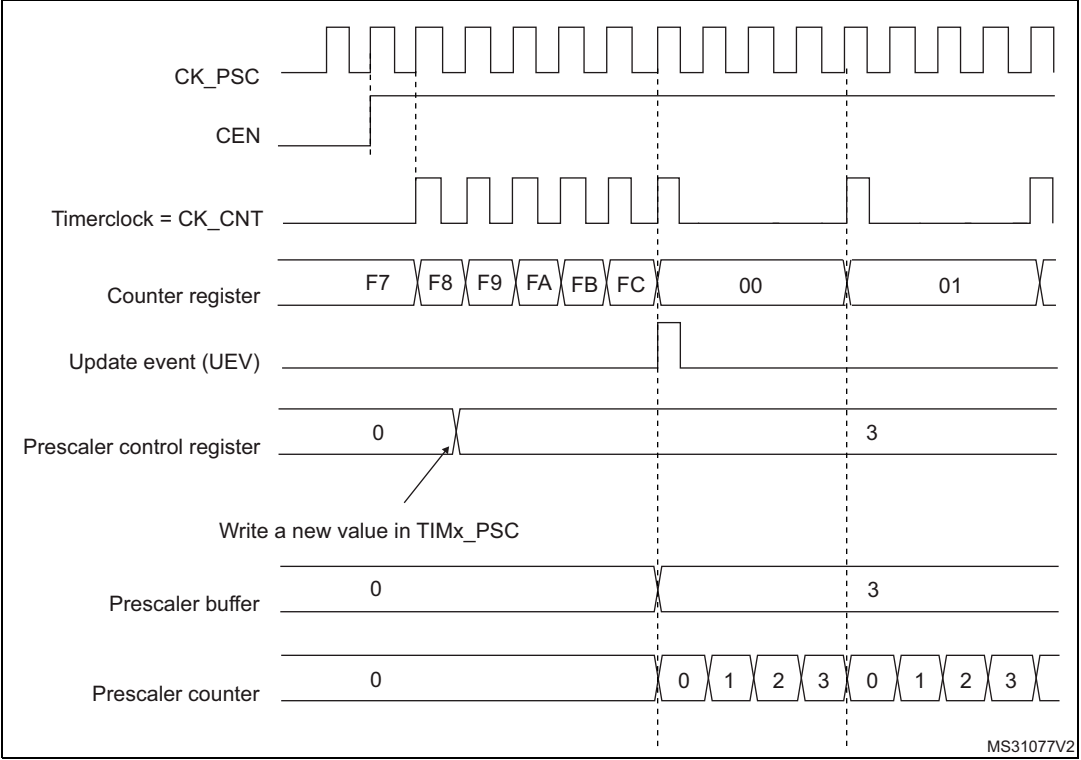 CK_PSC
CEN
Timerclock = CK_CNT
Counter register F7 F8 F9 FA FB FC 00 01
Update event (UEV)
Prescaler control register 0 3
Write a new value in TIMx_PSC
Prescaler buffer 0 3
Prescaler counter 0 0 1 2 3 0 1 2 3
MS31077V2